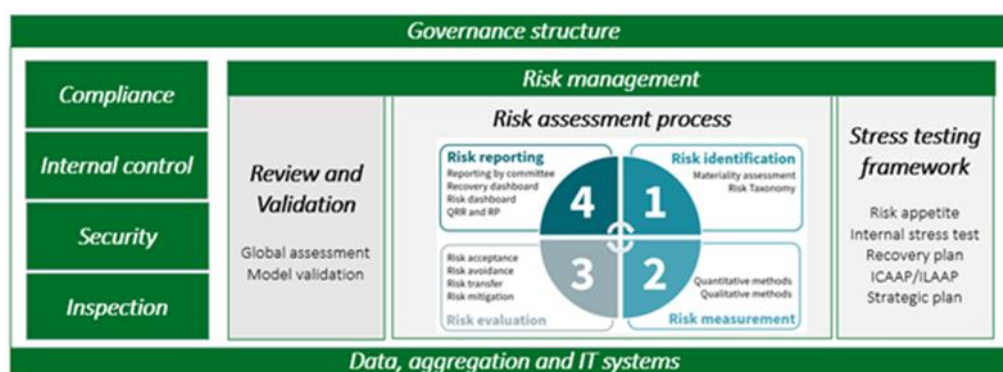 Governance structure
Compliance
Internal control
Security
Inspection
Risk management
Review and
Validation
Global assessment
Model validation
Risk assessment process
Risk reporting
Reporting by committee
Recovery dashboard
Risk dashboard
QRR and RP
4
1
Risk identification
Materiality assessment
Risk Taxonomy
Risk acceptance
Risk avoidance
Risk transfer
Risk mitigation
Risk evaluation
3
2
Quantitative methods
Qualitative methods
Risk measurement
Stress testing
framework
Risk appetite
Internal stress test
Recovery plan
ICAAP/ILAAP
Strategic plan
Data, aggregation and IT systems